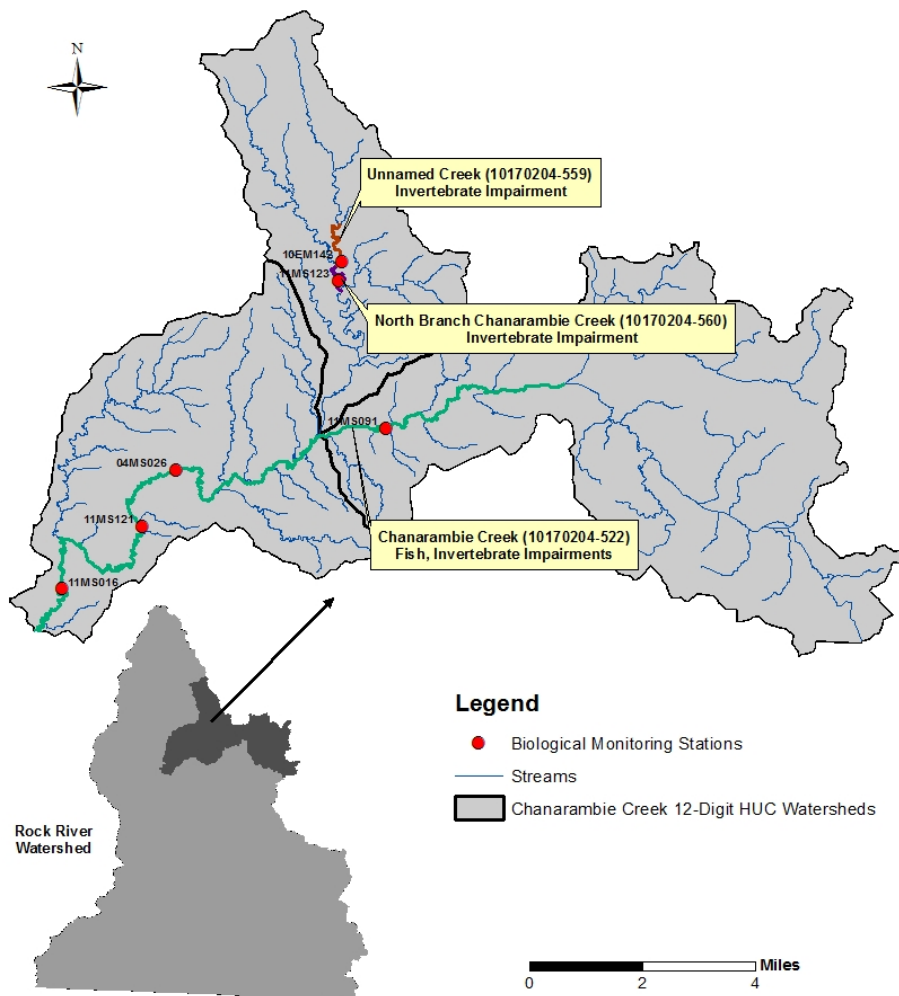 N
Unnamed Creek (10170204-559)
Invertebrate Impairment
10EM142
11MS123
North Branch Chanarambie Creek (10170204-560)
Invertebrate Impairment
11MS091
04MS026
11MS121
Chanarambie Creek (10170204-522)
Fish, Invertebrate Impairments
11MS016
Legend
Biological Monitoring Stations
Streams
Chanarambie Creek 12-Digit HUC Watersheds
Rock River
Watershed
Miles
0 2 4